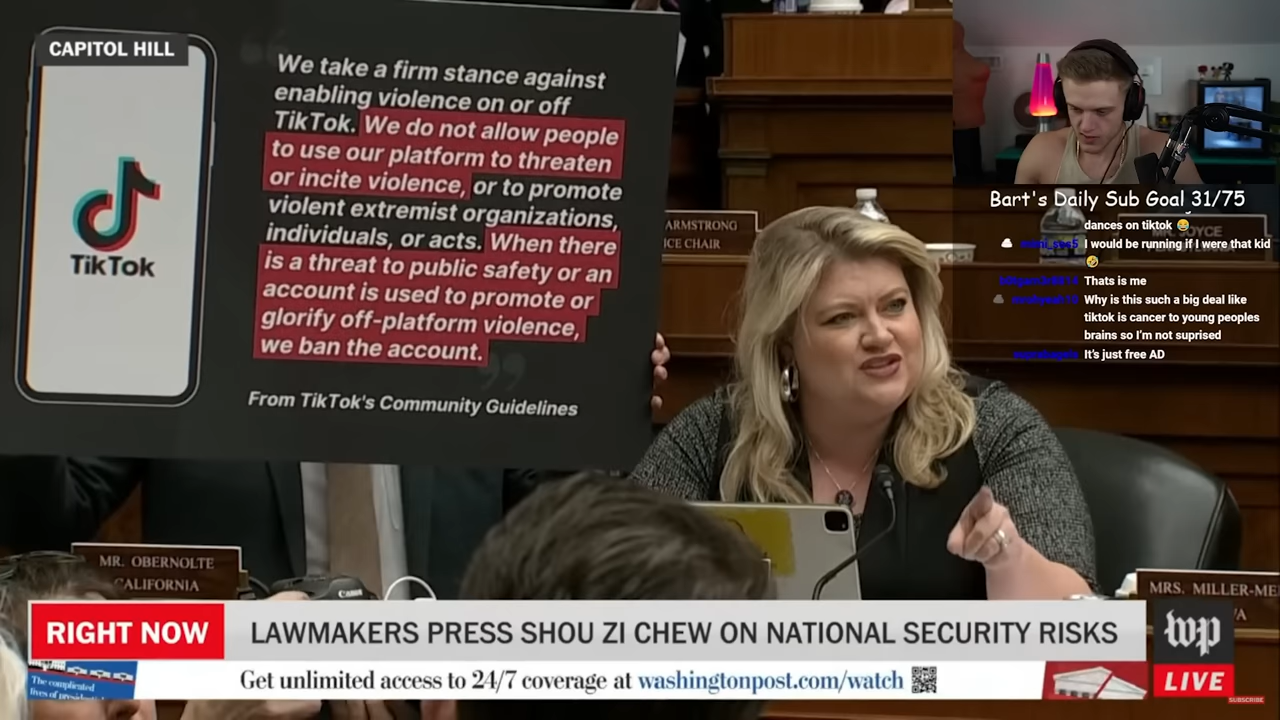 CAPITOL HILL
TikTok
We take a firm stance against
enabling violence on or off
TikTok. We do not allow people
to use our platform to threaten
or incite violence, or to promote
violent extremist organizations,
individuals, or acts. When there
is a threat to public safety or an
account is used to promote or
glorify off-platform violence,
we ban the account.
From TikTok's Community Guidelines
ARMSTRONG
ICE CHAIR
Bart's Daily Sub Goal 31/75
dances on tiktok 😂
I would be running if I were that kid
🤣
Thats is me
Why is this such a big deal like
tiktok is cancer to young peoples
brains so I'm not suprised
It's just free AD
MR. OBERNOLTE
CALIFORNIA
Canon
MRS. MILLER-ME
RIGHT NOW
LAWMAKERS PRESS SHOU ZI CHEW ON NATIONAL SECURITY RISKS
wp
LIVE
The complicated
lives of
Get unlimited access to 24/7 coverage at washingtonpost.com/watch
SUBSCRIBE